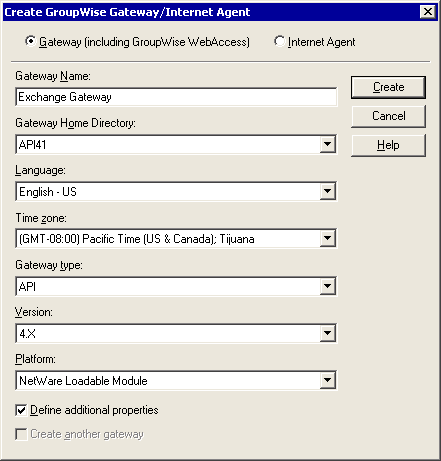 Create GroupWise Gateway/Internet Agent
Gateway (including GroupWise WebAccess)
Internet Agent
Gateway Name:
Exchange Gateway
Create
Cancel
Help
Gateway Home Directory:
API41
Language:
English - US
Time zone:
(GMT-08:00) Pacific Time (US & Canada); Tijuana
Gateway type:
API
Version:
4.X
Platform:
NetWare Loadable Module
Define additional properties
Create another gateway